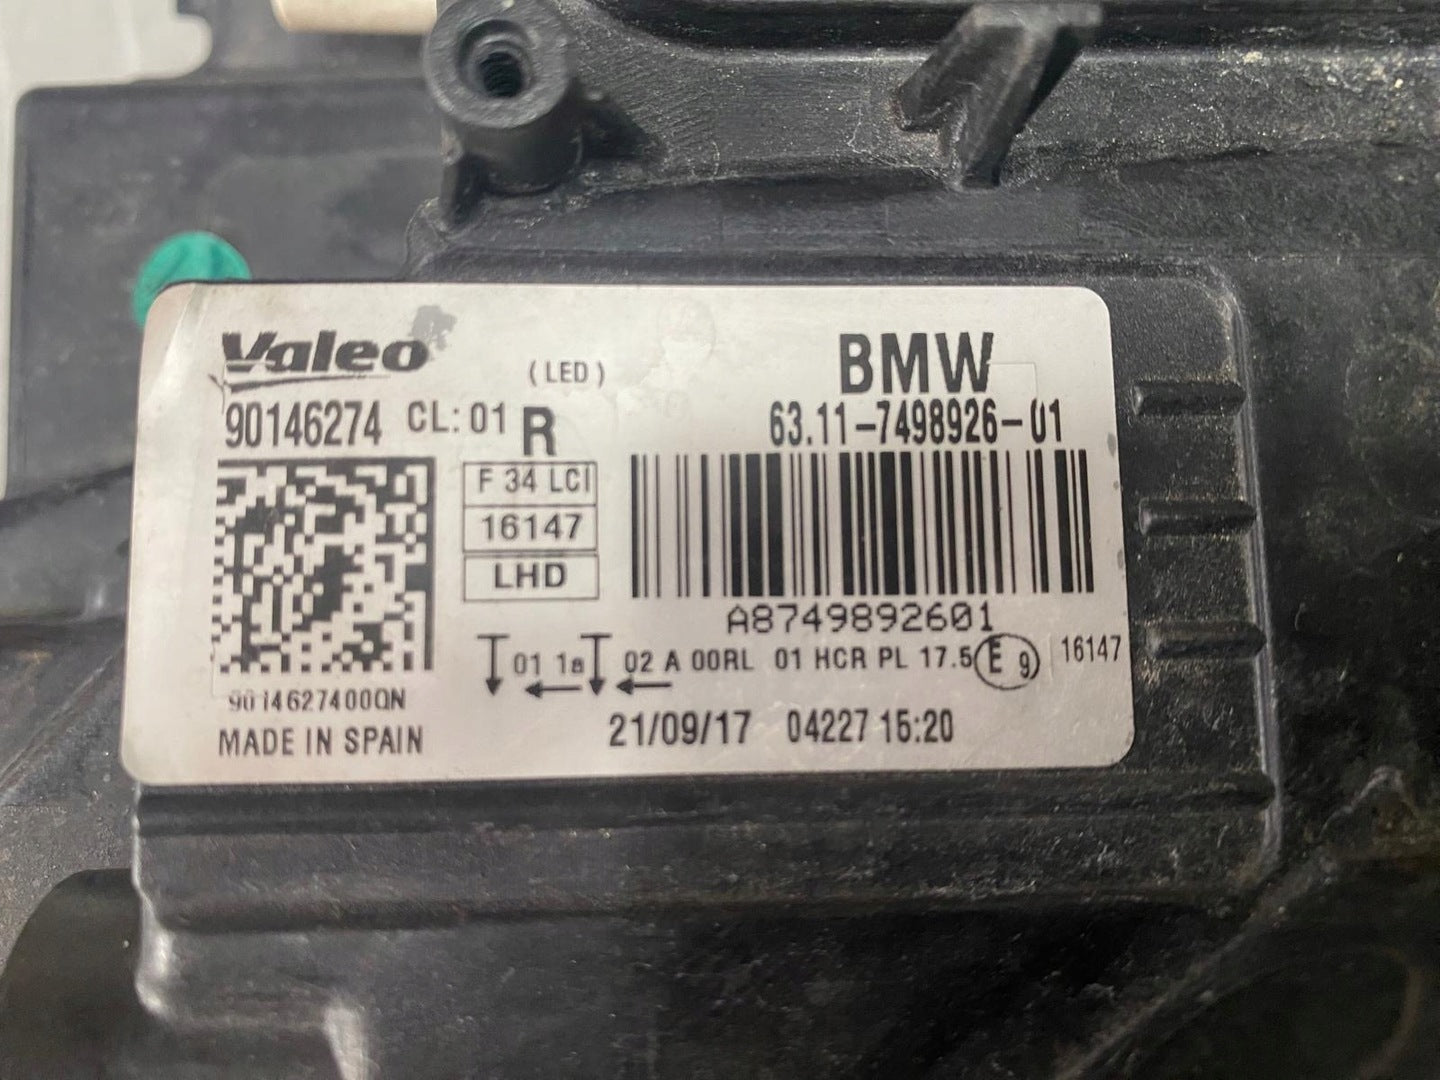 Valeo
(LED)
BMW
90146274 CL: 01 R
63.11-7498926-01
F 34 LCI
16147
LHD
A8749892601
01 1a 02 A 00RL 01 HCR PL 17.5 E 9 16147
90146274000N
MADE IN SPAIN
21/09/17 04227 15:20